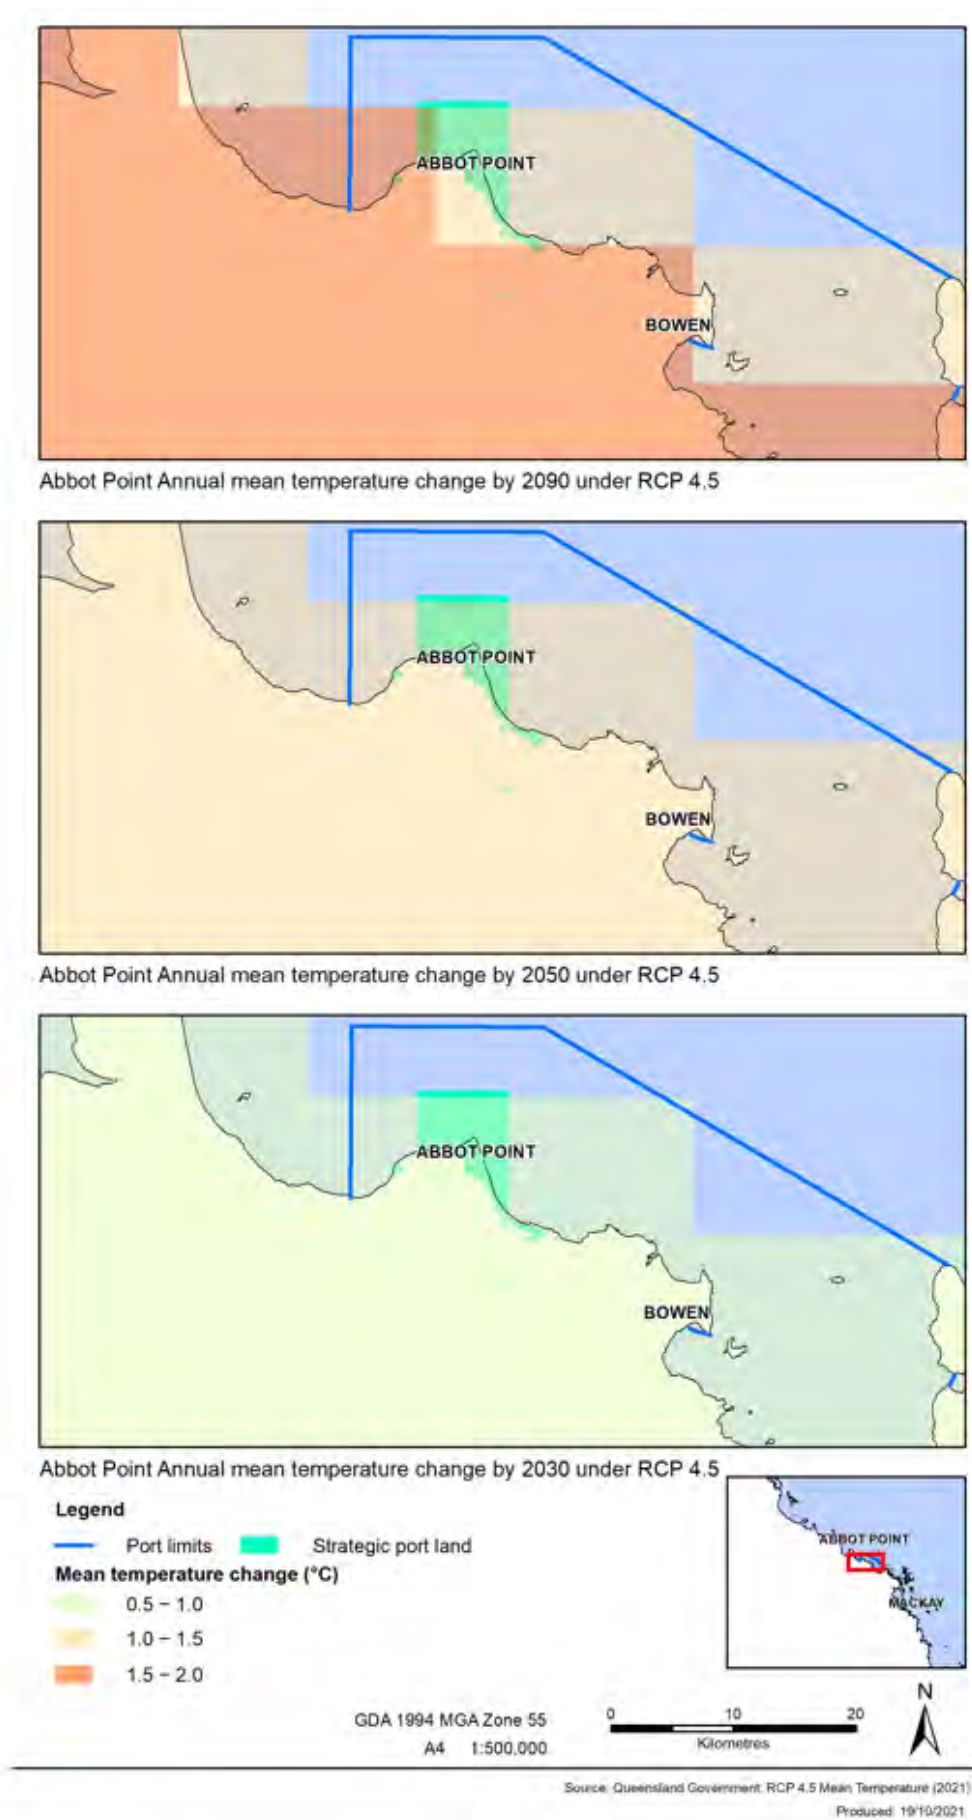 ABBOT POINT
BOWEN
Abbot Point Annual mean temperature change by 2090 under RCP 4.5
ABBOT POINT
BOWEN
Abbot Point Annual mean temperature change by 2050 under RCP 4.5
ABBOT POINT
BOWEN
Abbot Point Annual mean temperature change by 2030 under RCP 4.5
Legend
Port limits
Strategic port land
Mean temperature change (°C)
0.5 – 1.0
1.0 – 1.5
1.5 – 2.0
ABBOT POINT
MACKAY
GDA 1994 MGA Zone 55
A4 1:500,000
0 10 20
Kilometres
N
Source: Queensland Government: RCP 4.5 Mean Temperature (2021)
Produced: 19/10/2021